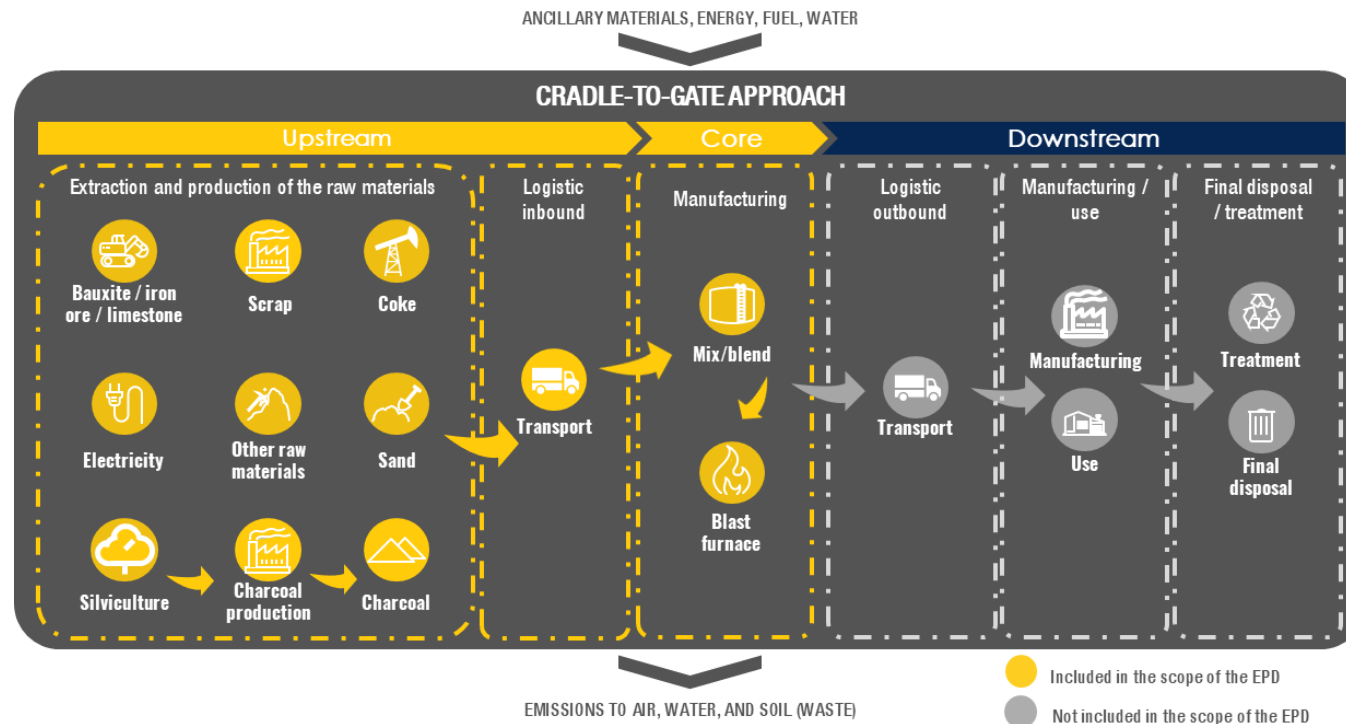 ANCILLARY MATERIALS, ENERGY, FUEL, WATER
CRADLE-TO-GATE APPROACH
Upstream
Core
Downstream
Extraction and production of the raw materials
Logistic
inbound
Manufacturing
Logistic
outbound
Manufacturing /
use
Final disposal
/ treatment
Bauxite / iron
ore / limestone
Scrap
Coke
Electricity
Other raw
materials
Sand
Silviculture
Charcoal
production
Charcoal
Transport
Mix/blend
Blast
furnace
Transport
Manufacturing
Use
Treatment
Final
disposal
EMISSIONS TO AIR, WATER, AND SOIL (WASTE)
Included in the scope of the EPD
Not included in the scope of the EPD